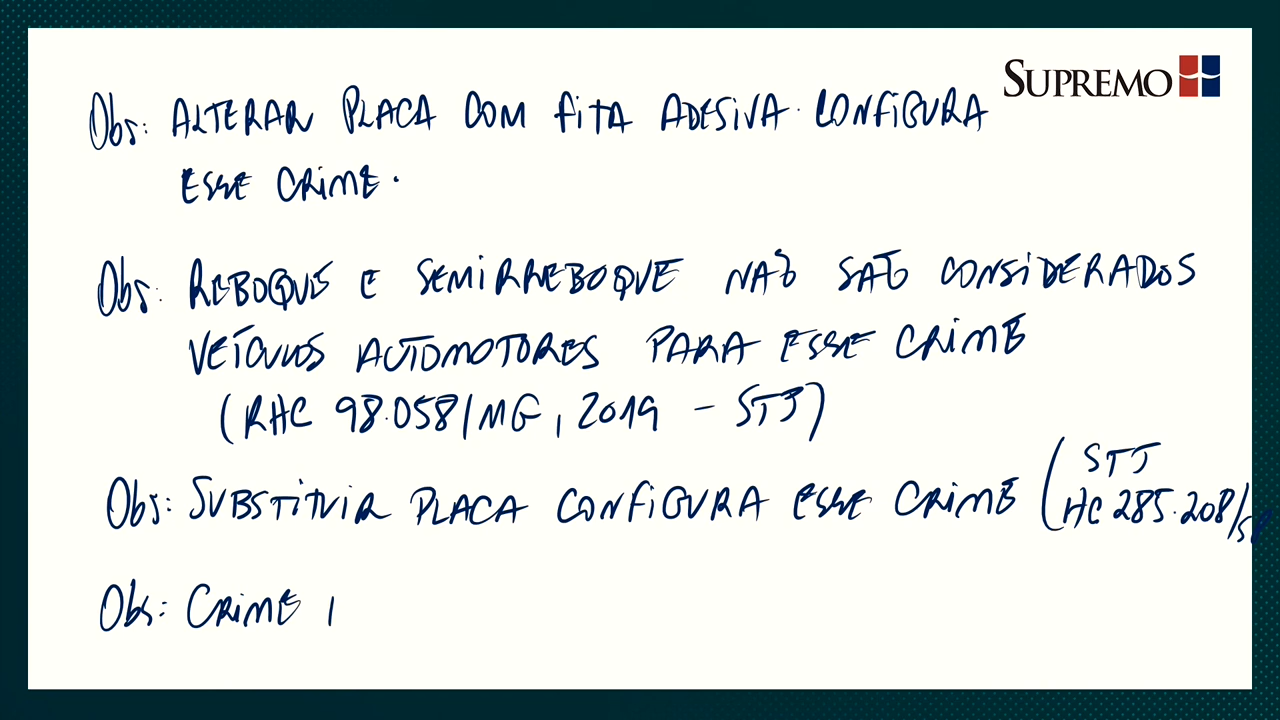 SUPREMO
Obs: ALTERAR PLACA COM FITA ADESIVA CONFIGURA
ESSE CRIME.
Obs: REBOQUE E SEMIRREBOQUE NÃO SÃO CONSIDERADOS
VEÍCULOS AUTOMOTORES PARA ESSE CRIME
(RHC 98.058/MG, 2019 - STJ)
Obs: SUBSTITUIR PLACA CONFIGURA ESSE CRIME (STJ
HC 285.208/SP
Obs: CRIME